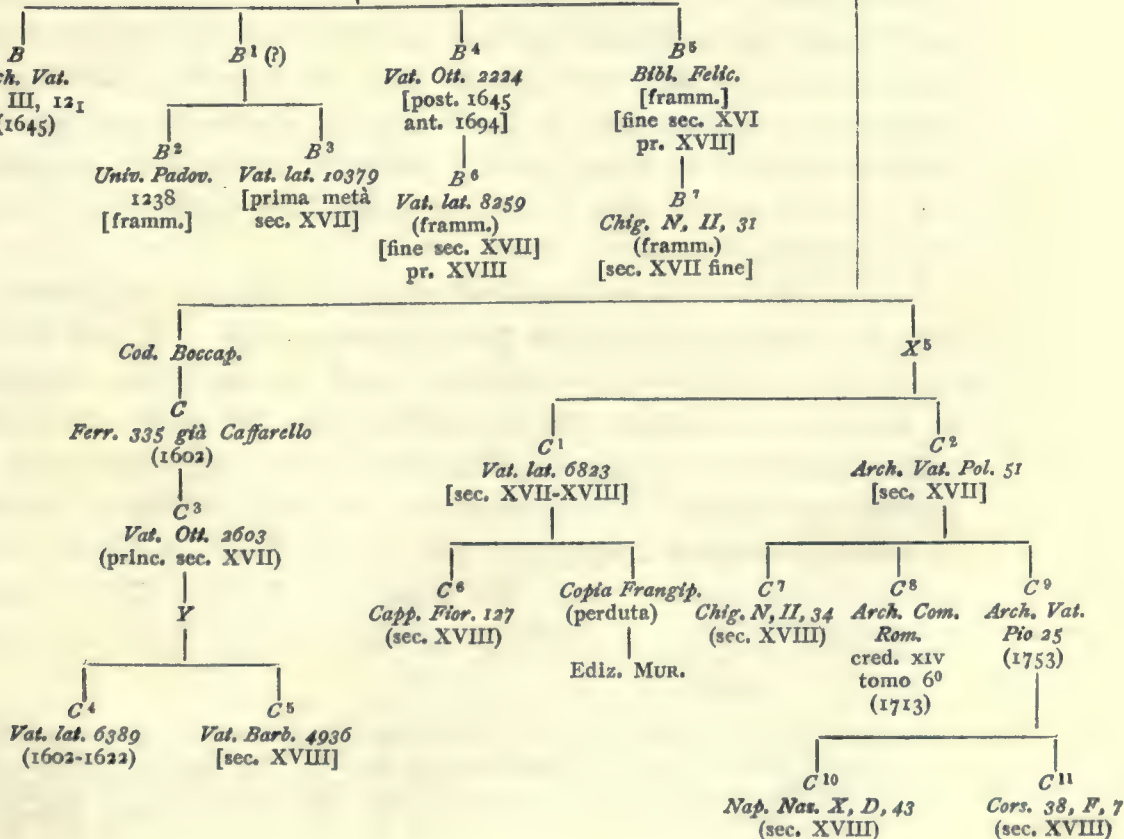 B B¹ (?) B⁴ B⁵
ch. Vat. Vat. Ott. 2224 Bibl. Felic.
III, 121 [post. 1645 [framm.]
(1645) ant. 1694] [fine sec. XVI
pr. XVII]
B² B³ B⁶ B⁷
Univ. Padov. Vat. lat. 10379 Vat. lat. 8259 Chig. N, II, 31
1238 [prima metà (framm.) (framm.)
[framm.] sec. XVII] [fine sec. XVII] [sec. XVII fine]
pr. XVIII
Cod. Boccap. X⁵
C
Ferr. 335 già Caffarello
(1602)
C¹ C²
Vat. lat. 6823 Arch. Vat. Pol. 51
[sec. XVII-XVIII] [sec. XVII]
C³
Vat. Ott. 2603
(princ. sec. XVII)
C⁶ Copia Frangip. C⁷ C⁸ C⁹
Capp. Fior. 127 (perduta) Chig. N, II, 34 Arch. Com. Arch. Vat.
(sec. XVIII) (sec. XVIII) Rom. Pio 25
cred. XIV (1753)
Y
Ediz. MUR. tomo 6⁰
(1713)
C⁴ C⁵
Vat. lat. 6389 Vat. Barb. 4936
(1602-1622) [sec. XVIII]
C¹⁰ C¹¹
Nap. Naz. X, D, 43 Cors. 38, F, 7
(sec. XVIII) (sec. XVIII)